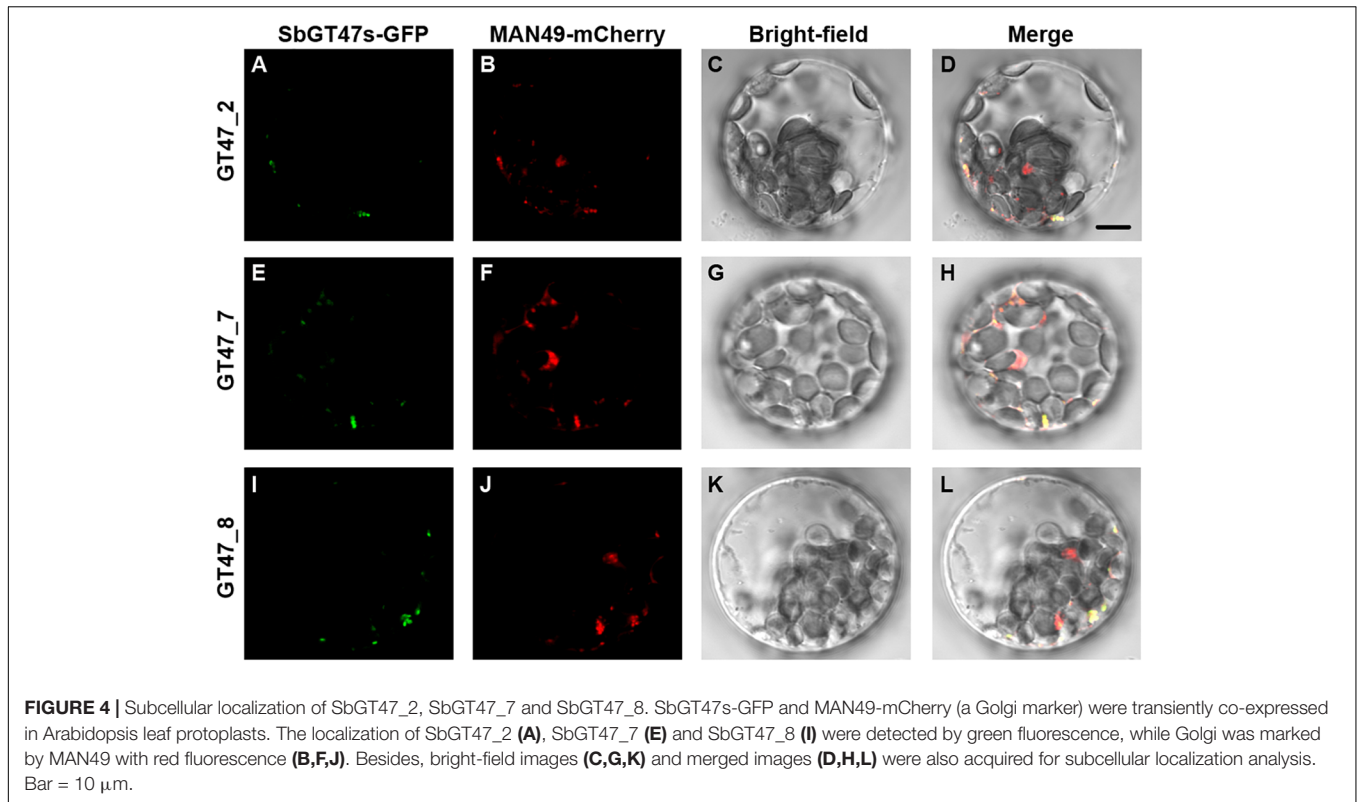 SbGT47s-GFP MAN49-mCherry Bright-field Merge
GT47_2
A B C D
GT47_7
E F G H
GT47_8
I J K L
FIGURE 4 | Subcellular localization of SbGT47_2, SbGT47_7 and SbGT47_8. SbGT47s-GFP and MAN49-mCherry (a Golgi marker) were transiently co-expressed
in Arabidopsis leaf protoplasts. The localization of SbGT47_2 (A), SbGT47_7 (E) and SbGT47_8 (I) were detected by green fluorescence, while Golgi was marked
by MAN49 with red fluorescence (B,F,J). Besides, bright-field images (C,G,K) and merged images (D,H,L) were also acquired for subcellular localization analysis.
Bar = 10 μm.